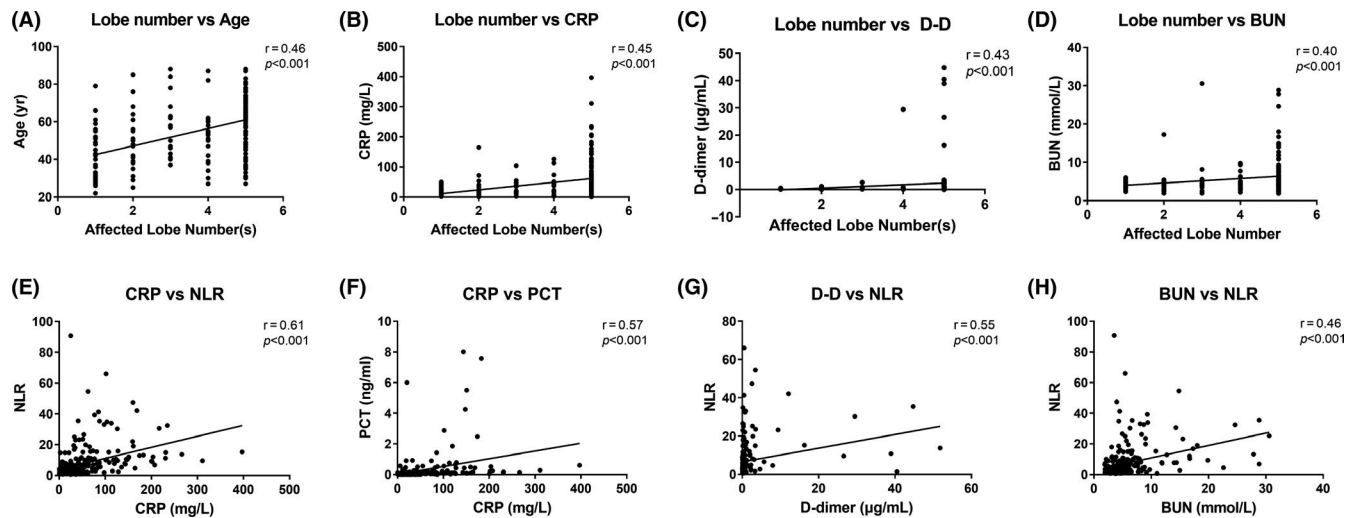 (A) Lobe number vs Age
r = 0.46
p<0.001
Age (yr)
100
80
60
40
20
0 2 4 6
Affected Lobe Number(s)
(B) Lobe number vs CRP
r = 0.45
p<0.001
CRP (mg/L)
500
400
300
200
100
0
0 2 4 6
Affected Lobe Number(s)
(C) Lobe number vs D-D
r = 0.43
p<0.001
D-dimer (µg/mL)
50
40
30
20
10
0
−10
2 4 6
Affected Lobe Number(s)
(D) Lobe number vs BUN
r = 0.40
p<0.001
BUN (mmol/L)
40
30
20
10
0
0 2 4 6
Affected Lobe Number
(E) CRP vs NLR
r = 0.61
p<0.001
NLR
100
80
60
40
20
0
0 100 200 300 400 500
CRP (mg/L)
(F) CRP vs PCT
r = 0.57
p<0.001
PCT (ng/ml)
10
8
6
4
2
0
0 100 200 300 400 500
CRP (mg/L)
(G) D-D vs NLR
r = 0.55
p<0.001
NLR
80
60
40
20
0
0 20 40 60
D-dimer (µg/mL)
(H) BUN vs NLR
r = 0.46
p<0.001
NLR
100
80
60
40
20
0
0 10 20 30 40
BUN (mmol/L)